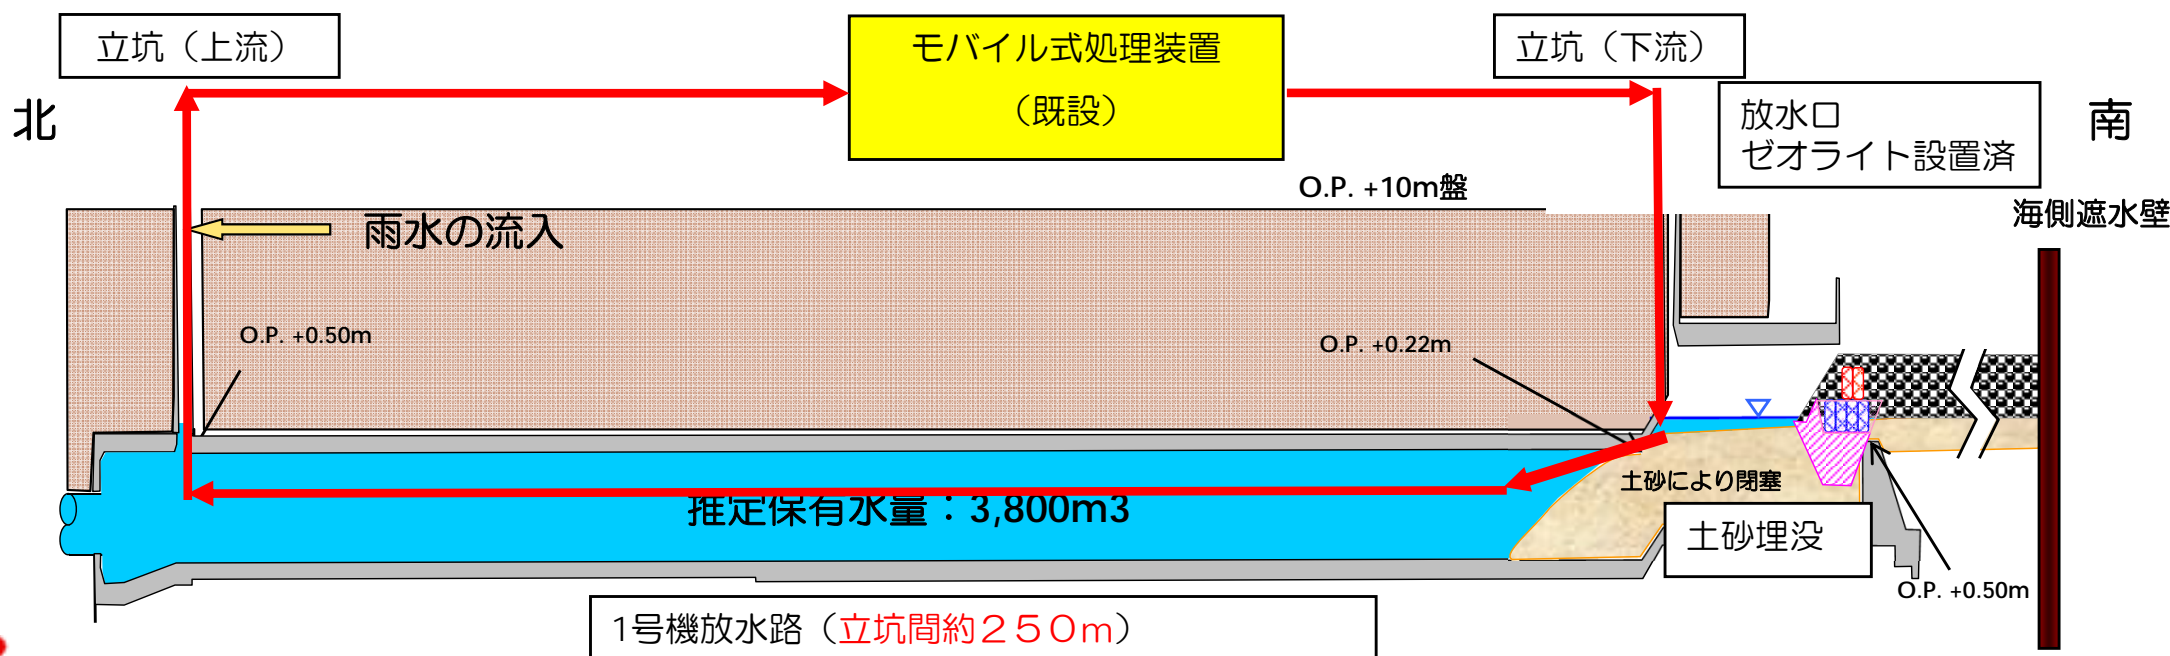 立坑（上流）
モバイル式処理装置
（既設）
立坑（下流）
北
放水口
ゼオライト設置済
南
O.P. +10m盤
海側遮水壁
雨水の流入
O.P. +0.50m
O.P. +0.22m
土砂により閉塞
推定保有水量：3,800m3
土砂埋没
O.P. +0.50m
1号機放水路（立坑間約２５０ｍ）